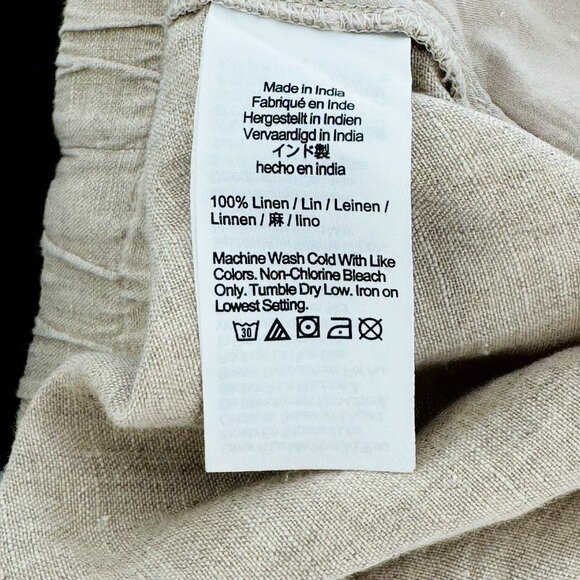 Made in India
Fabriqué en Inde
Hergestellt in Indien
Vervaardigd in India
インド製
hecho en india
100% Linen / Lin / Leinen /
Linnen / 麻 / lino
Machine Wash Cold With Like
Colors. Non-Chlorine Bleach
Only. Tumble Dry Low. Iron on
Lowest Setting.
30